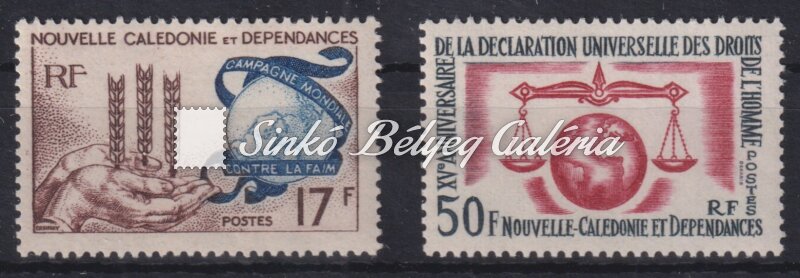 NOUVELLE CALEDONIE ET DEPENDANCES
RF
CAMPAGNE MONDIALE
CONTRE LA FAIM
POSTES
17F
XVe ANNIVERSAIRE DE LA DECLARATION UNIVERSELLE DES DROITS DE L'HOMME
POSTES
RF
50F NOUVELLE-CALEDONIE ET DEPENDANCES
Sinkó Bélyeg Galéria